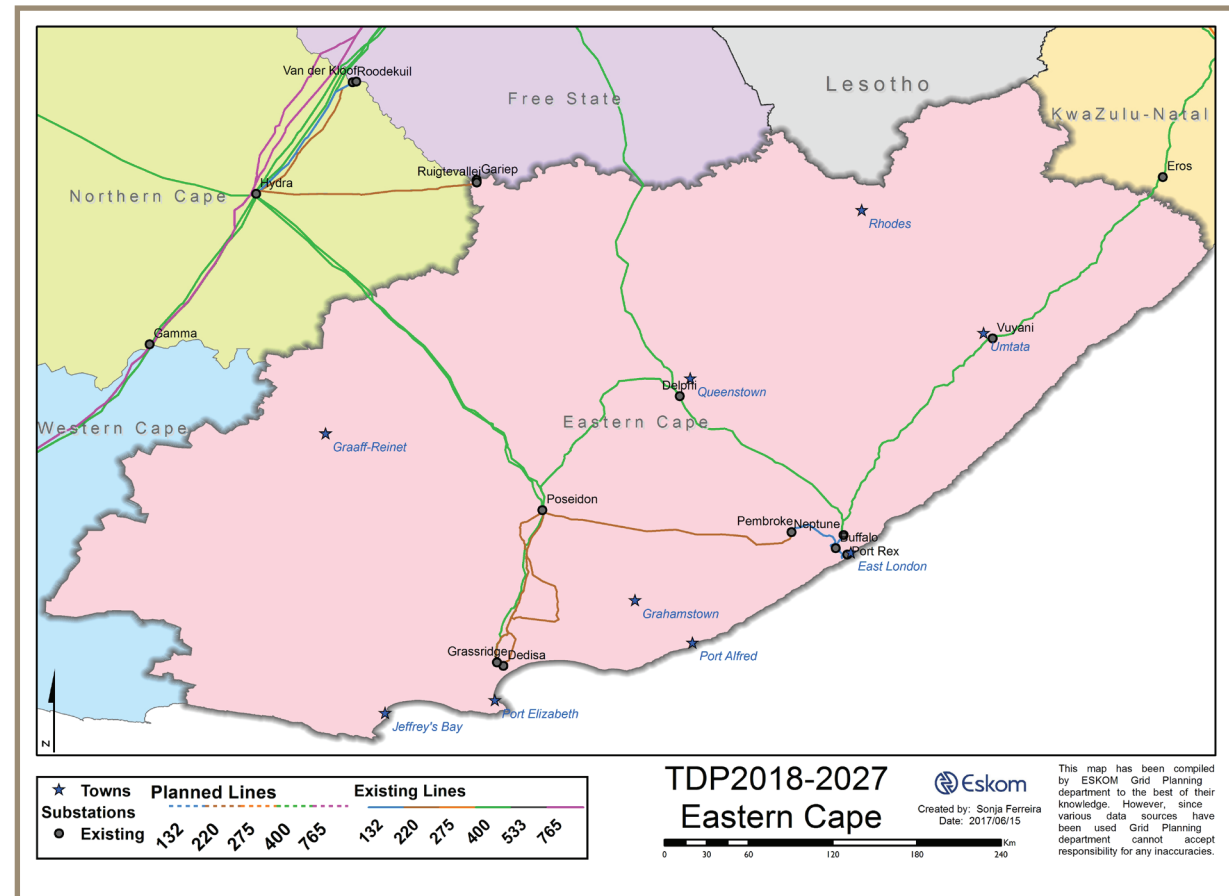 Van der Kloof Roodekuil
Free State
Lesotho
KwaZulu-Natal
Eros
Ruigtevallei Gariep
Hydra
Northern Cape
Rhodes
Gamma
Vuyani
Umtata
Delphi
Queenstown
Western Cape
Eastern Cape
Graaff-Reinet
Poseidon
Pembroke Neptune
Buffalo
Port Rex
East London
Grahamstown
Grassridge Dedisa
Port Alfred
Port Elizabeth
Jeffrey's Bay
N
Towns
Substations
Existing
Planned Lines
132 220 275 400 765
Existing Lines
132 220 275 400 533 765
TDP2018-2027
Eastern Cape
Km
0 30 60 120 180 240
Eskom
Created by: Sonja Ferreira
Date: 2017/06/15
This map has been compiled
by ESKOM Grid Planning
department to the best of their
knowledge. However, since
various data sources have
been used Grid Planning
department cannot accept
responsibility for any inaccuracies.